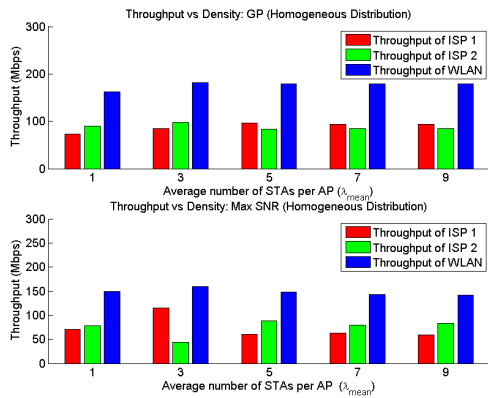 Throughput vs Density: GP (Homogeneous Distribution)
Throughput (Mbps)
300
200
100
0
Throughput of ISP 1
Throughput of ISP 2
Throughput of WLAN
1 3 5 7 9
Average number of STAs per AP (λmean)
Throughput vs Density: Max SNR (Homogeneous Distribution)
Throughput (Mbps)
300
250
200
150
100
50
0
Throughput of ISP 1
Throughput of ISP 2
Throughput of WLAN
1 3 5 7 9
Average number of STAs per AP (λmean)